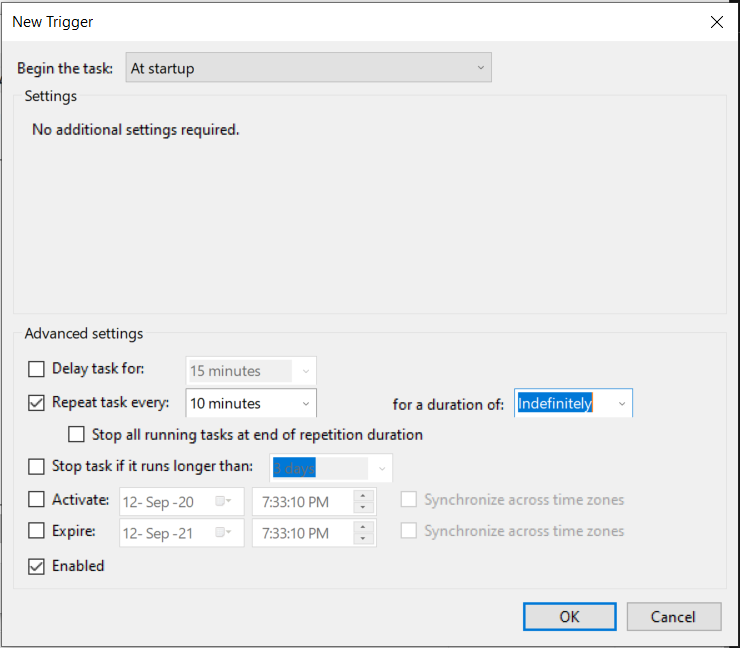 New Trigger
Begin the task: At startup
Settings
No additional settings required.
Advanced settings
Delay task for: 15 minutes
Repeat task every: 10 minutes for a duration of: Indefinitely
Stop all running tasks at end of repetition duration
Stop task if it runs longer than: 3 days
Activate: 12- Sep -20 7:33:10 PM Synchronize across time zones
Expire: 12- Sep -21 7:33:10 PM Synchronize across time zones
Enabled
OK Cancel